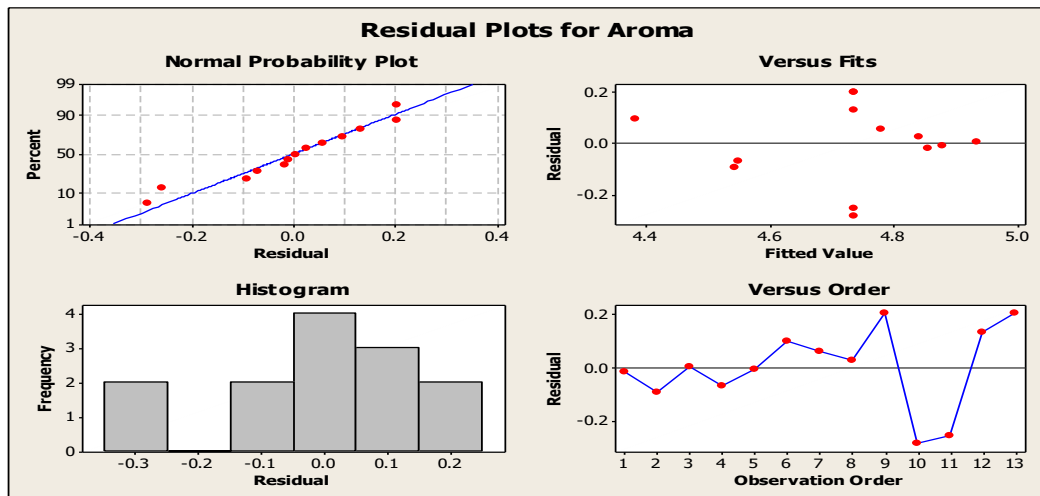 Residual Plots for Aroma
Normal Probability Plot
Percent
99
90
50
10
1
-0.4 -0.2 0.0 0.2 0.4
Residual
Versus Fits
Residual
0.2
0.0
-0.2
4.4 4.6 4.8 5.0
Fitted Value
Histogram
Frequency
4
3
2
1
0
-0.3 -0.2 -0.1 0.0 0.1 0.2
Residual
Versus Order
Residual
0.2
0.0
-0.2
1 2 3 4 5 6 7 8 9 10 11 12 13
Observation Order